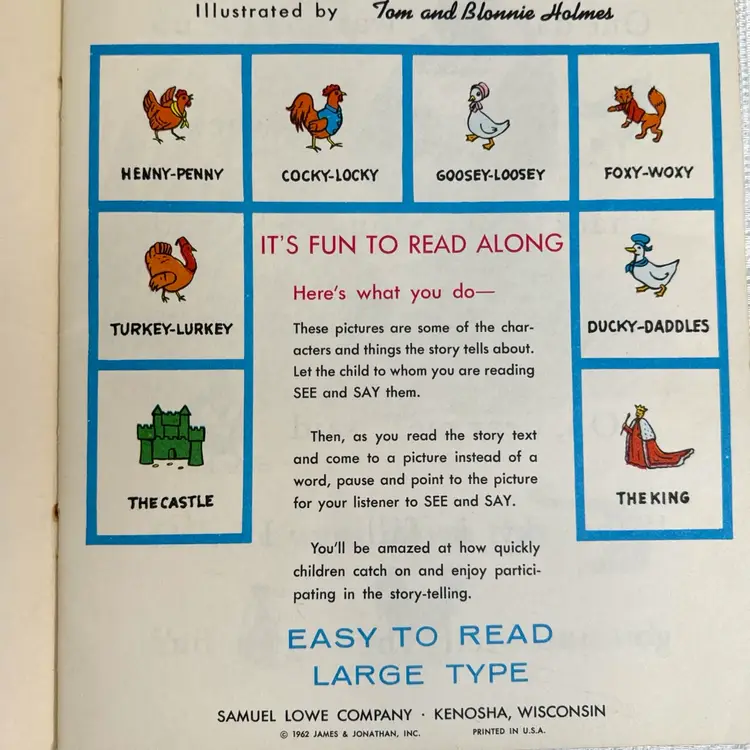 Illustrated by Tom and Blonnie Holmes
HENNY-PENNY
COCKY-LOCKY
GOOSEY-LOOSEY
FOXY-WOXY
TURKEY-LURKEY
IT'S FUN TO READ ALONG
Here's what you do—
These pictures are some of the char-
acters and things the story tells about.
Let the child to whom you are reading
SEE and SAY them.
Then, as you read the story text
and come to a picture instead of a
word, pause and point to the picture
for your listener to SEE and SAY.
You'll be amazed at how quickly
children catch on and enjoy partici-
pating in the story-telling.
DUCKY-DADDLES
THE CASTLE
THE KING
EASY TO READ
LARGE TYPE
SAMUEL LOWE COMPANY · KENOSHA, WISCONSIN
© 1962 JAMES & JONATHAN, INC. PRINTED IN U.S.A.